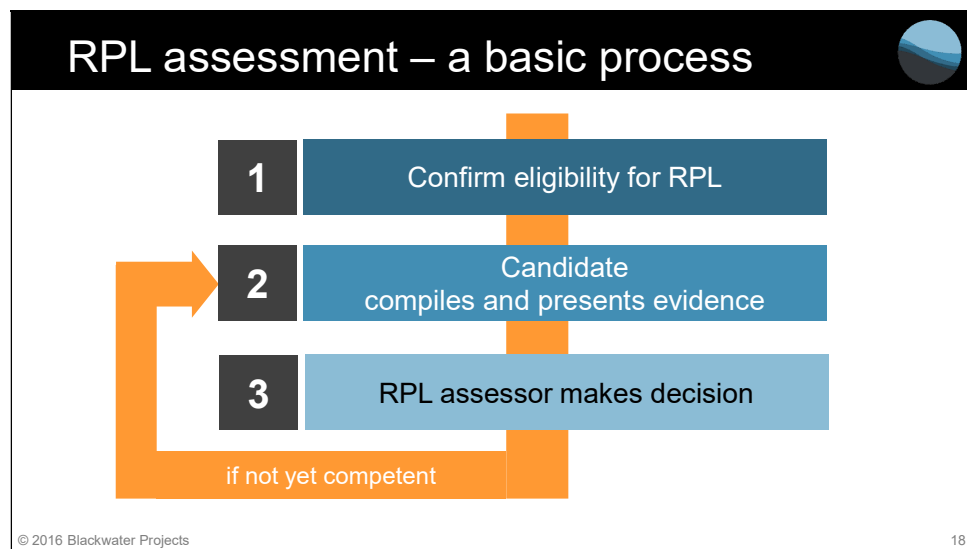 RPL assessment – a basic process
1
Confirm eligibility for RPL
2
Candidate
compiles and presents evidence
3
RPL assessor makes decision
if not yet competent
© 2016 Blackwater Projects
18